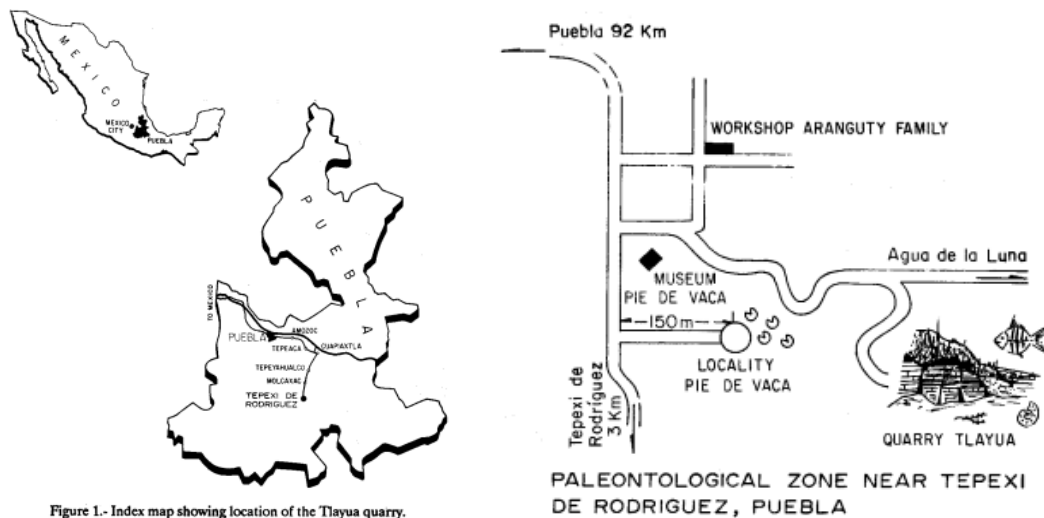 MEXICO
MEXICO
CITY
PUEBLA
PUEBLA
TO MEXICO
PUEBLA
AMOZOC
TEPEACA
CUAPIAXTLA
TEPEYAHUALCO
MOLCAXAC
TEPEXI DE
RODRIGUEZ
Figure 1.- Index map showing location of the Tlayua quarry.
Puebla 92 Km
WORKSHOP ARANGUTY FAMILY
Agua de la Luna
MUSEUM
PIE DE VACA
150m
LOCALITY
PIE DE VACA
Tepexi de
Rodríguez
3 Km
QUARRY TLAYUA
PALEONTOLOGICAL ZONE NEAR TEPEXI
DE RODRIGUEZ, PUEBLA